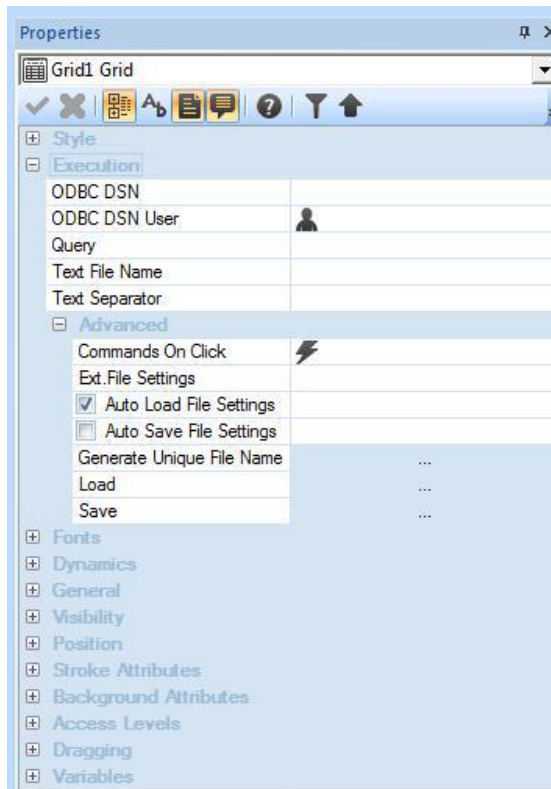 Properties
Grid1 Grid
Style
Execution
ODBC DSN
ODBC DSN User
Query
Text File Name
Text Separator
Advanced
Commands On Click
Ext.File Settings
Auto Load File Settings
Auto Save File Settings
Generate Unique File Name ...
Load ...
Save ...
Fonts
Dynamics
General
Visibility
Position
Stroke Attributes
Background Attributes
Access Levels
Dragging
Variables